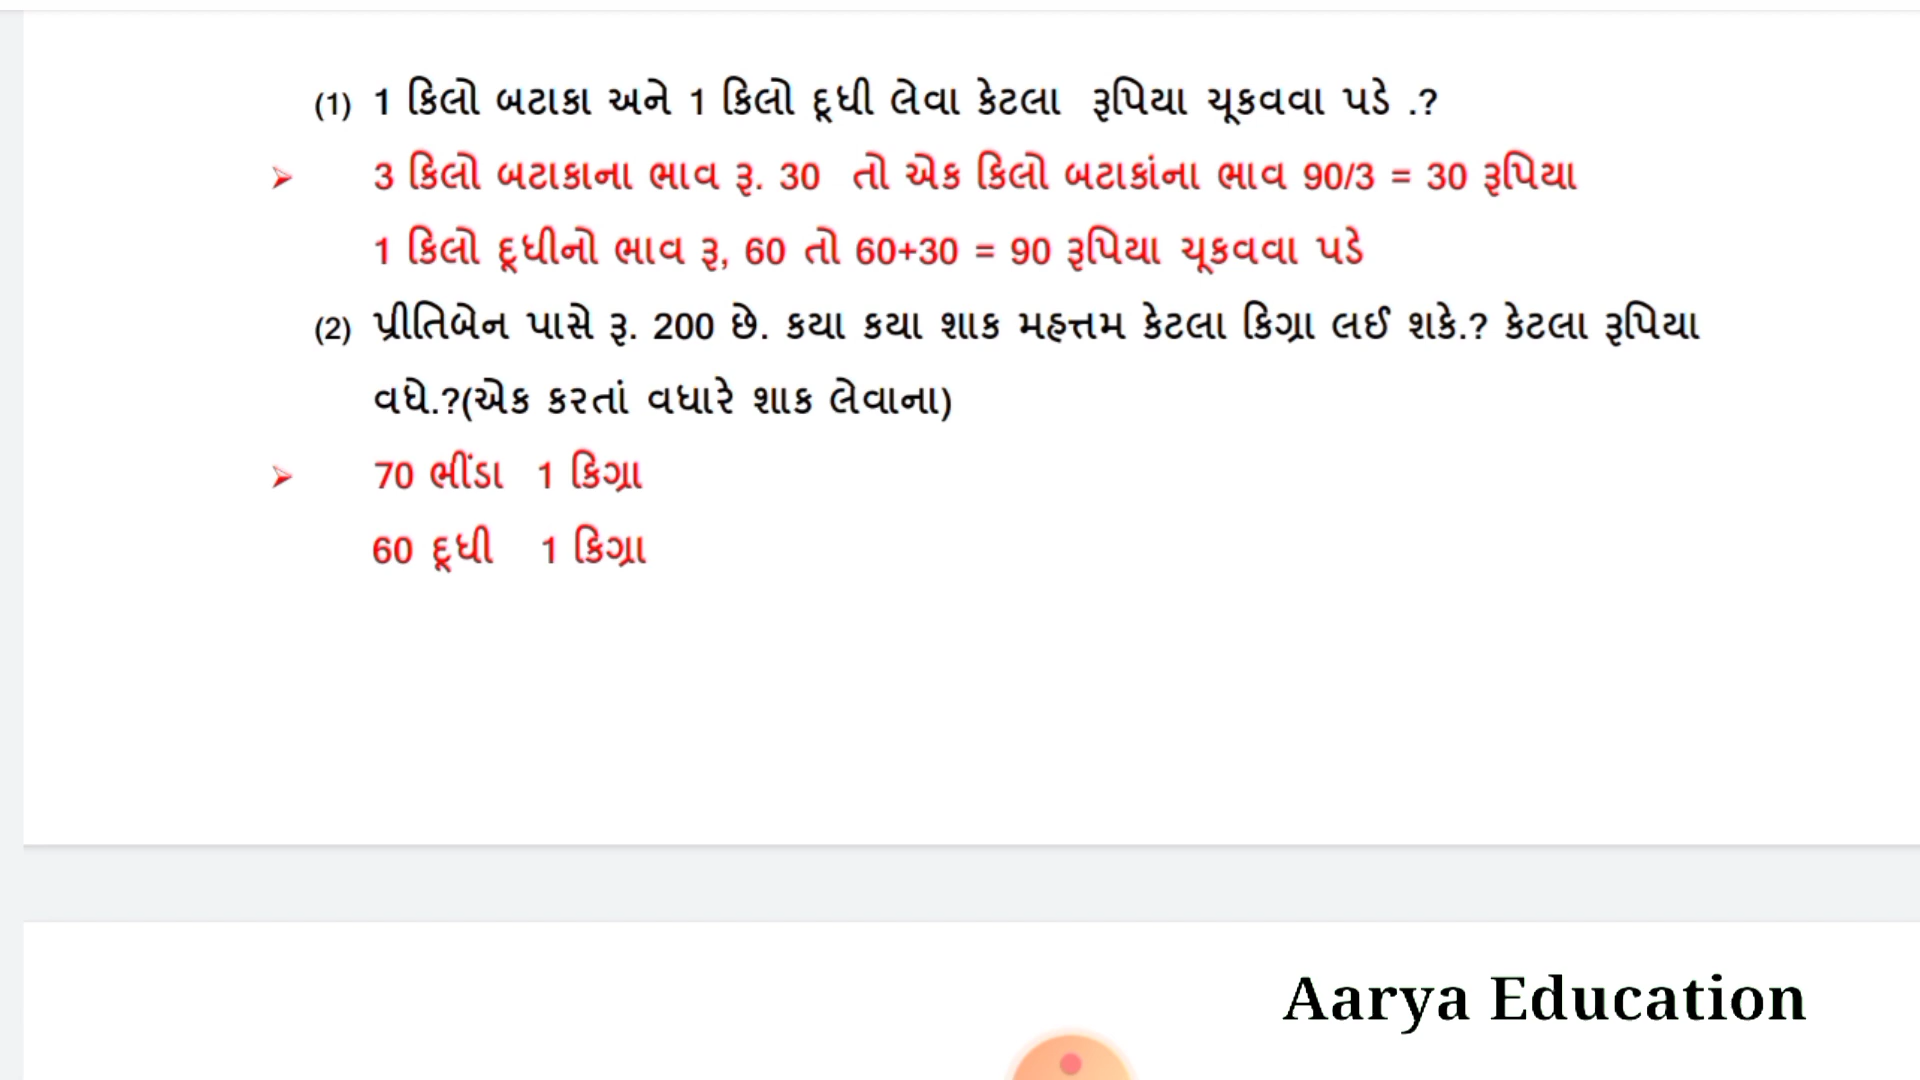 (1) 1 કિલો બટાકા અને 1 કિલો દૂધી લેવા કેટલા રૂપિયા ચૂકવવા પડે .?
➢ 3 કિલો બટાકાના ભાવ રૂ. 30 તો એક કિલો બટાકાંના ભાવ 90/3 = 30 રૂપિયા
1 કિલો દૂધીનો ભાવ રૂ, 60 તો 60+30 = 90 રૂપિયા ચૂકવવા પડે
(2) પ્રીતિબેન પાસે રૂ. 200 છે. કયા કયા શાક મહત્તમ કેટલા કિગ્રા લઈ શકે.? કેટલા રૂપિયા
વધે.?(એક કરતાં વધારે શાક લેવાના)
➢ 70 ભીંડા 1 કિગ્રા
60 દૂધી 1 કિગ્રા
Aarya Education